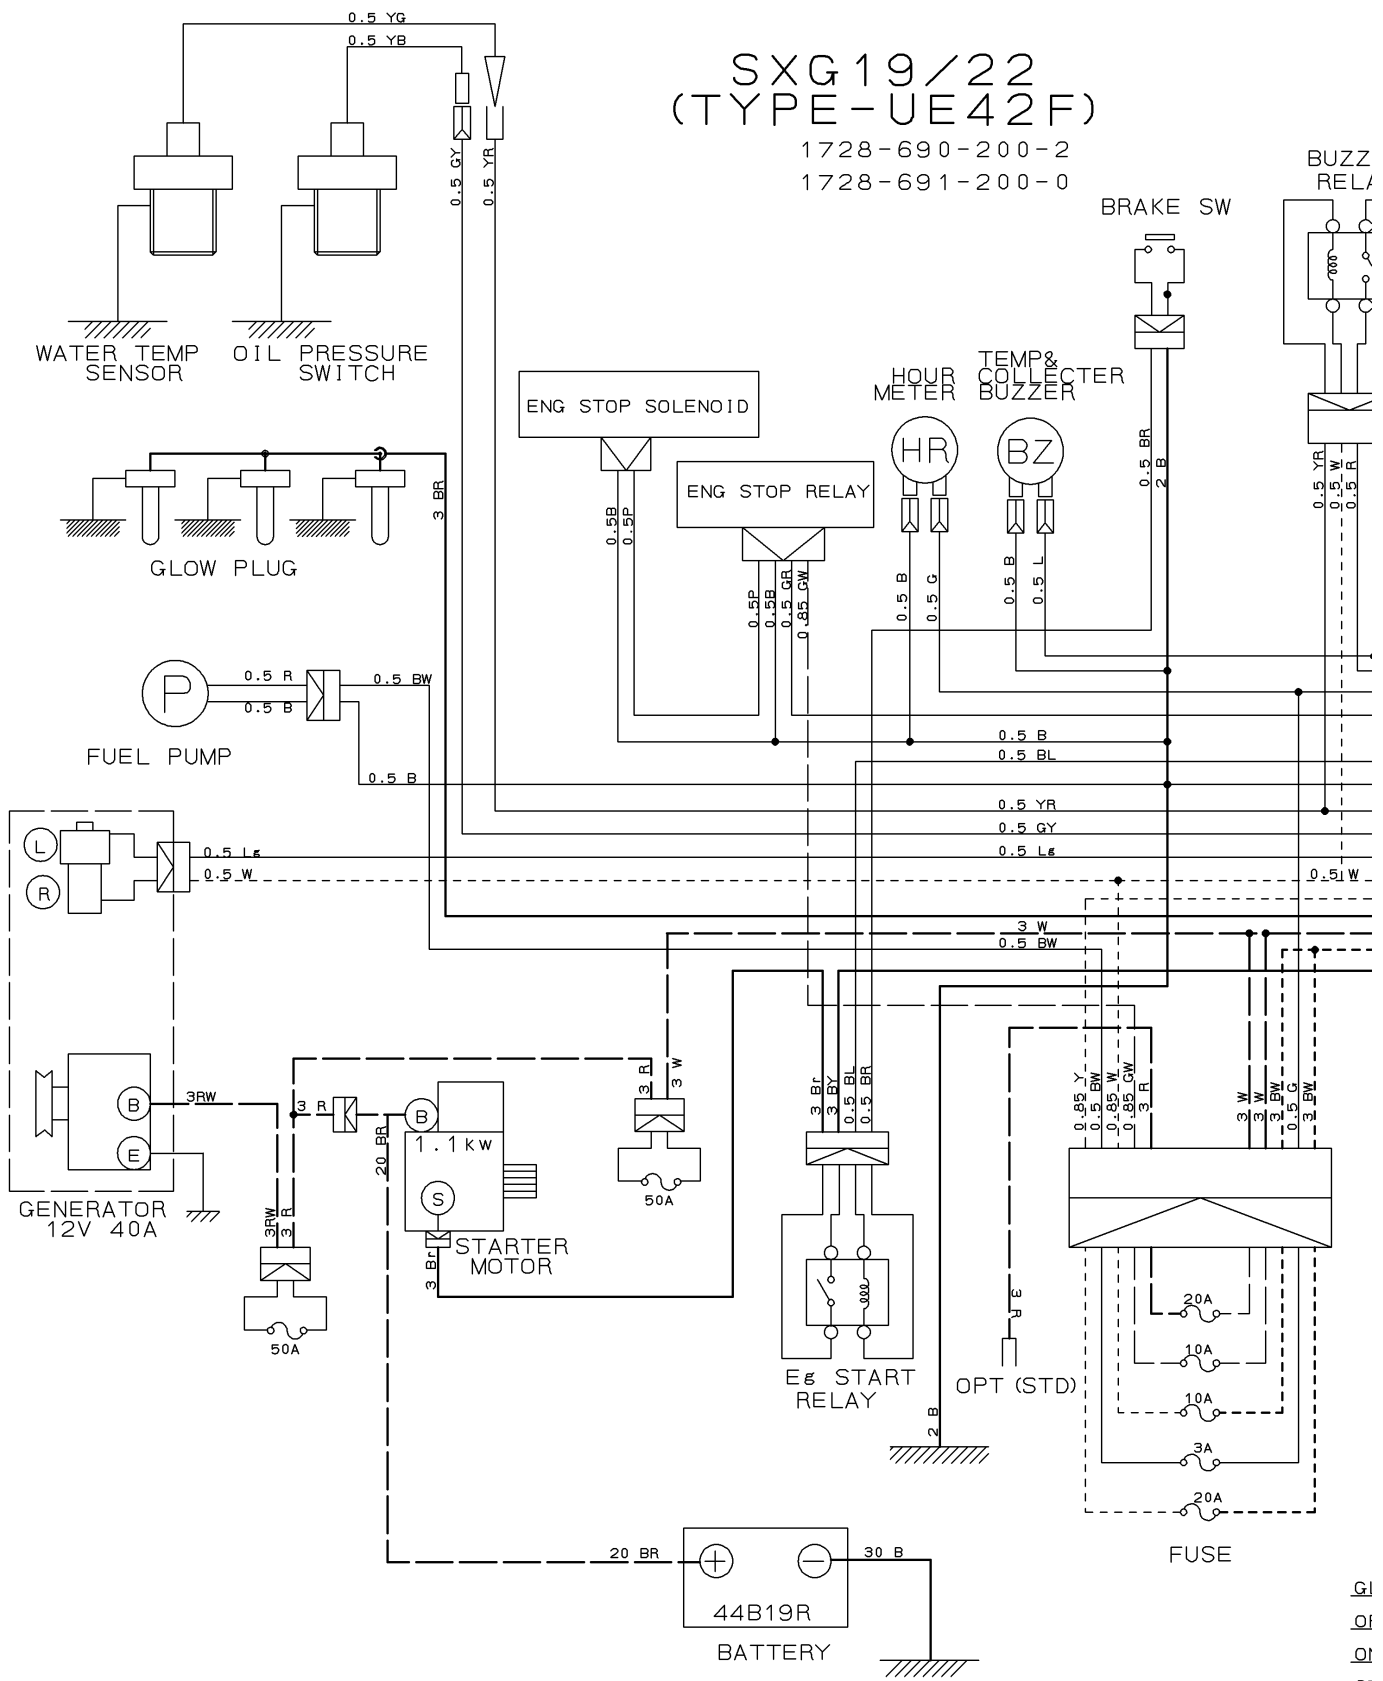 0.5 YG
0.5 YB
SXG19/22
(TYPE-UE42F)
1728-690-200-2
1728-691-200-0
0.5 GY
0.5 YR
BRAKE SW
WATER TEMP
SENSOR
OIL PRESSURE
SWITCH
ENG STOP SOLENOID
HOUR
METER
TEMP&
COLLECTER
BUZZER
HR
BZ
ENG STOP RELAY
3 BR
0.5B
0.5P
0.5 BR
2 B
0.5 YR
0.5 W
0.5 R
GLOW PLUG
0.5P
0.5B
0.5 GR
0.85 GW
0.5 B
0.5 G
0.5 B
0.5 L
P
0.5 R
0.5 B
0.5 BW
FUEL PUMP
0.5 B
0.5 B
0.5 BL
0.5 YR
0.5 GY
0.5 Lg
0.5 Lg
0.5 W
0.5 W
L
R
3 W
0.5 BW
3RW
B
E
GENERATOR
12V 40A
3 R
20 BR
B
1.1kw
S
STARTER
MOTOR
3 Br
3RW
3 R
50A
3 R
3 W
50A
3 Br
3 BY
0.5 BL
0.5 BR
Eg START
RELAY
0.85 Y
0.5 BW
0.85 W
0.85 GW
3 R
3 W
3 W
3 BW
0.5 G
3 BW
3 R
OPT (STD)
2 B
20A
10A
10A
3A
20A
FUSE
20 BR
30 B
44B19R
BATTERY